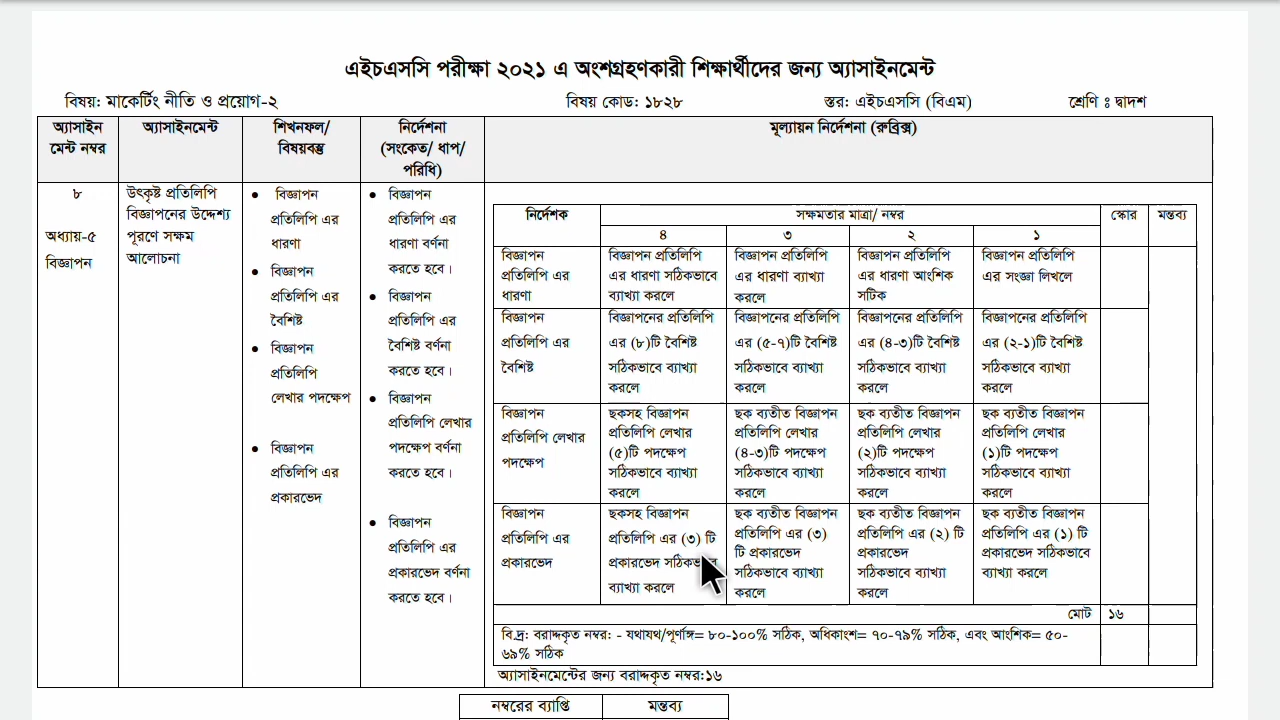 এইচএসসি পরীক্ষা ২০২১ এ অংশগ্রহণকারী শিক্ষার্থীদের জন্য অ্যাসাইনমেন্ট
বিষয়: মাকের্টিং নীতি ও প্রয়োগ-২ বিষয় কোড: ১৮২৮ স্তর: এইচএসসি (বিএম) শ্রেণি ঃ দ্বাদশ
অ্যাসাইন
মেন্ট নম্বর
অ্যাসাইনমেন্ট
শিখনফল/
বিষয়বস্তু
নির্দেশনা
(সংকেত/ ধাপ/
পরিধি)
মূল্যায়ন নির্দেশনা (রুব্রিক্স)
৮
অধ্যায়-৫
বিজ্ঞাপন
উৎকৃষ্ট প্রতিলিপি
বিজ্ঞাপনের উদ্দেশ্য
পূরণে সক্ষম
আলোচনা
• বিজ্ঞাপন
প্রতিলিপি এর
ধারণা
• বিজ্ঞাপন
প্রতিলিপি এর
বৈশিষ্ট
• বিজ্ঞাপন
প্রতিলিপি
লেখার পদক্ষেপ
• বিজ্ঞাপন
প্রতিলিপি এর
প্রকারভেদ
• বিজ্ঞাপন
প্রতিলিপি এর
ধারণা বর্ণনা
করতে হবে।
• বিজ্ঞাপন
প্রতিলিপি এর
বৈশিষ্ট বর্ণনা
করতে হবে।
• বিজ্ঞাপন
প্রতিলিপি লেখার
পদক্ষেপ বর্ণনা
করতে হবে।
• বিজ্ঞাপন
প্রতিলিপি এর
প্রকারভেদ বর্ণনা
করতে হবে।
নির্দেশক
সক্ষমতার মাত্রা/ নম্বর
স্কোর
মন্তব্য
৪ ৩ ২ ১
বিজ্ঞাপন
প্রতিলিপি এর
ধারণা
বিজ্ঞাপন প্রতিলিপি
এর ধারণা সঠিকভাবে
ব্যাখ্যা করলে
বিজ্ঞাপন প্রতিলিপি
এর ধারণা ব্যাখ্যা
করলে
বিজ্ঞাপন প্রতিলিপি
এর ধারণা আংশিক
সটিক
বিজ্ঞাপন প্রতিলিপি
এর সংজ্ঞা লিখলে
বিজ্ঞাপন
প্রতিলিপি এর
বৈশিষ্ট
বিজ্ঞাপনের প্রতিলিপি
এর (৮)টি বৈশিষ্ট
সঠিকভাবে ব্যাখ্যা
করলে
বিজ্ঞাপনের প্রতিলিপি
এর (৫-৭)টি বৈশিষ্ট
সঠিকভাবে ব্যাখ্যা
করলে
বিজ্ঞাপনের প্রতিলিপি
এর (৪-৩)টি বৈশিষ্ট
সঠিকভাবে ব্যাখ্যা
করলে
বিজ্ঞাপনের প্রতিলিপি
এর (২-১)টি বৈশিষ্ট
সঠিকভাবে ব্যাখ্যা
করলে
বিজ্ঞাপন
প্রতিলিপি লেখার
পদক্ষেপ
ছকসহ বিজ্ঞাপন
প্রতিলিপি লেখার
(৫)টি পদক্ষেপ
সঠিকভাবে ব্যাখ্যা
করলে
ছক ব্যতীত বিজ্ঞাপন
প্রতিলিপি লেখার
(৪-৩)টি পদক্ষেপ
সঠিকভাবে ব্যাখ্যা
করলে
ছক ব্যতীত বিজ্ঞাপন
প্রতিলিপি লেখার
(২)টি পদক্ষেপ
সঠিকভাবে ব্যাখ্যা
করলে
ছক ব্যতীত বিজ্ঞাপন
প্রতিলিপি লেখার
(১)টি পদক্ষেপ
সঠিকভাবে ব্যাখ্যা
করলে
বিজ্ঞাপন
প্রতিলিপি এর
প্রকারভেদ
ছকসহ বিজ্ঞাপন
প্রতিলিপি এর (৩) টি
প্রকারভেদ সঠিকভাবে
ব্যাখ্যা করলে
ছক ব্যতীত বিজ্ঞাপন
প্রতিলিপি এর (৩)
টি প্রকারভেদ
সঠিকভাবে ব্যাখ্যা
করলে
ছক ব্যতীত বিজ্ঞাপন
প্রতিলিপি এর (২) টি
প্রকারভেদ
সঠিকভাবে ব্যাখ্যা
করলে
ছক ব্যতীত বিজ্ঞাপন
প্রতিলিপি এর (১) টি
প্রকারভেদ সঠিকভাবে
ব্যাখ্যা করলে
মোট ১৬
বি.দ্র: বরাদ্দকৃত নম্বর: - যথাযথ/পূর্ণাঙ্গ= ৮০-১০০% সঠিক, অধিকাংশ= ৭০-৭৯% সঠিক, এবং আংশিক= ৫০-
৬৯% সঠিক
অ্যাসাইনমেন্টের জন্য বরাদ্দকৃত নম্বর:১৬
নম্বরের ব্যাপ্তি মন্তব্য